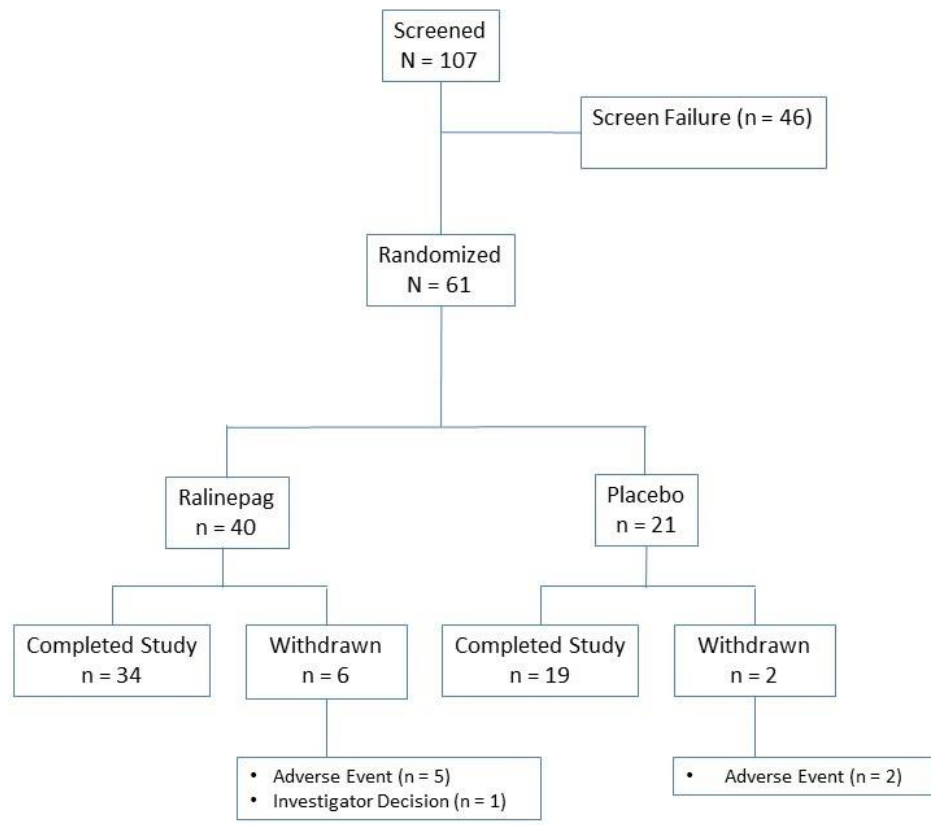 Screened
N = 107
Screen Failure (n = 46)
Randomized
N = 61
Ralinepag
n = 40
Placebo
n = 21
Completed Study
n = 34
Withdrawn
n = 6
Completed Study
n = 19
Withdrawn
n = 2
• Adverse Event (n = 5)
• Investigator Decision (n = 1)
• Adverse Event (n = 2)